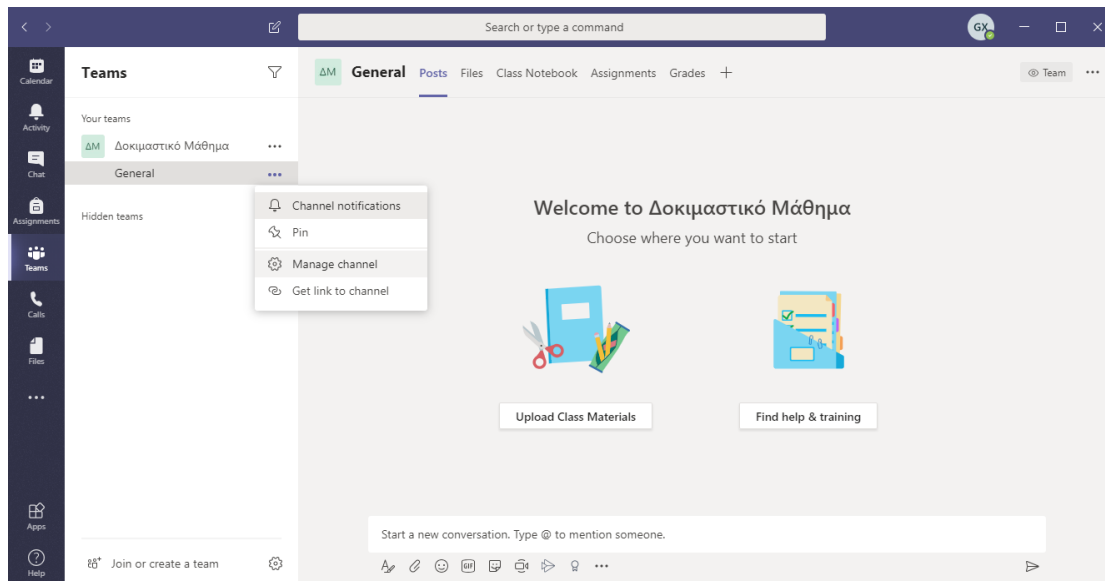 Search or type a command
GX
Calendar
Activity
Chat
Assignments
Teams
Calls
Files
Apps
Help
Teams
Your teams
ΔΜ Δοκιμαστικό Μάθημα
General
Hidden teams
Channel notifications
Pin
Manage channel
Get link to channel
Join or create a team
ΔΜ General Posts Files Class Notebook Assignments Grades
Team
Welcome to Δοκιμαστικό Μάθημα
Choose where you want to start
Upload Class Materials Find help & training
Start a new conversation. Type @ to mention someone.
GIF